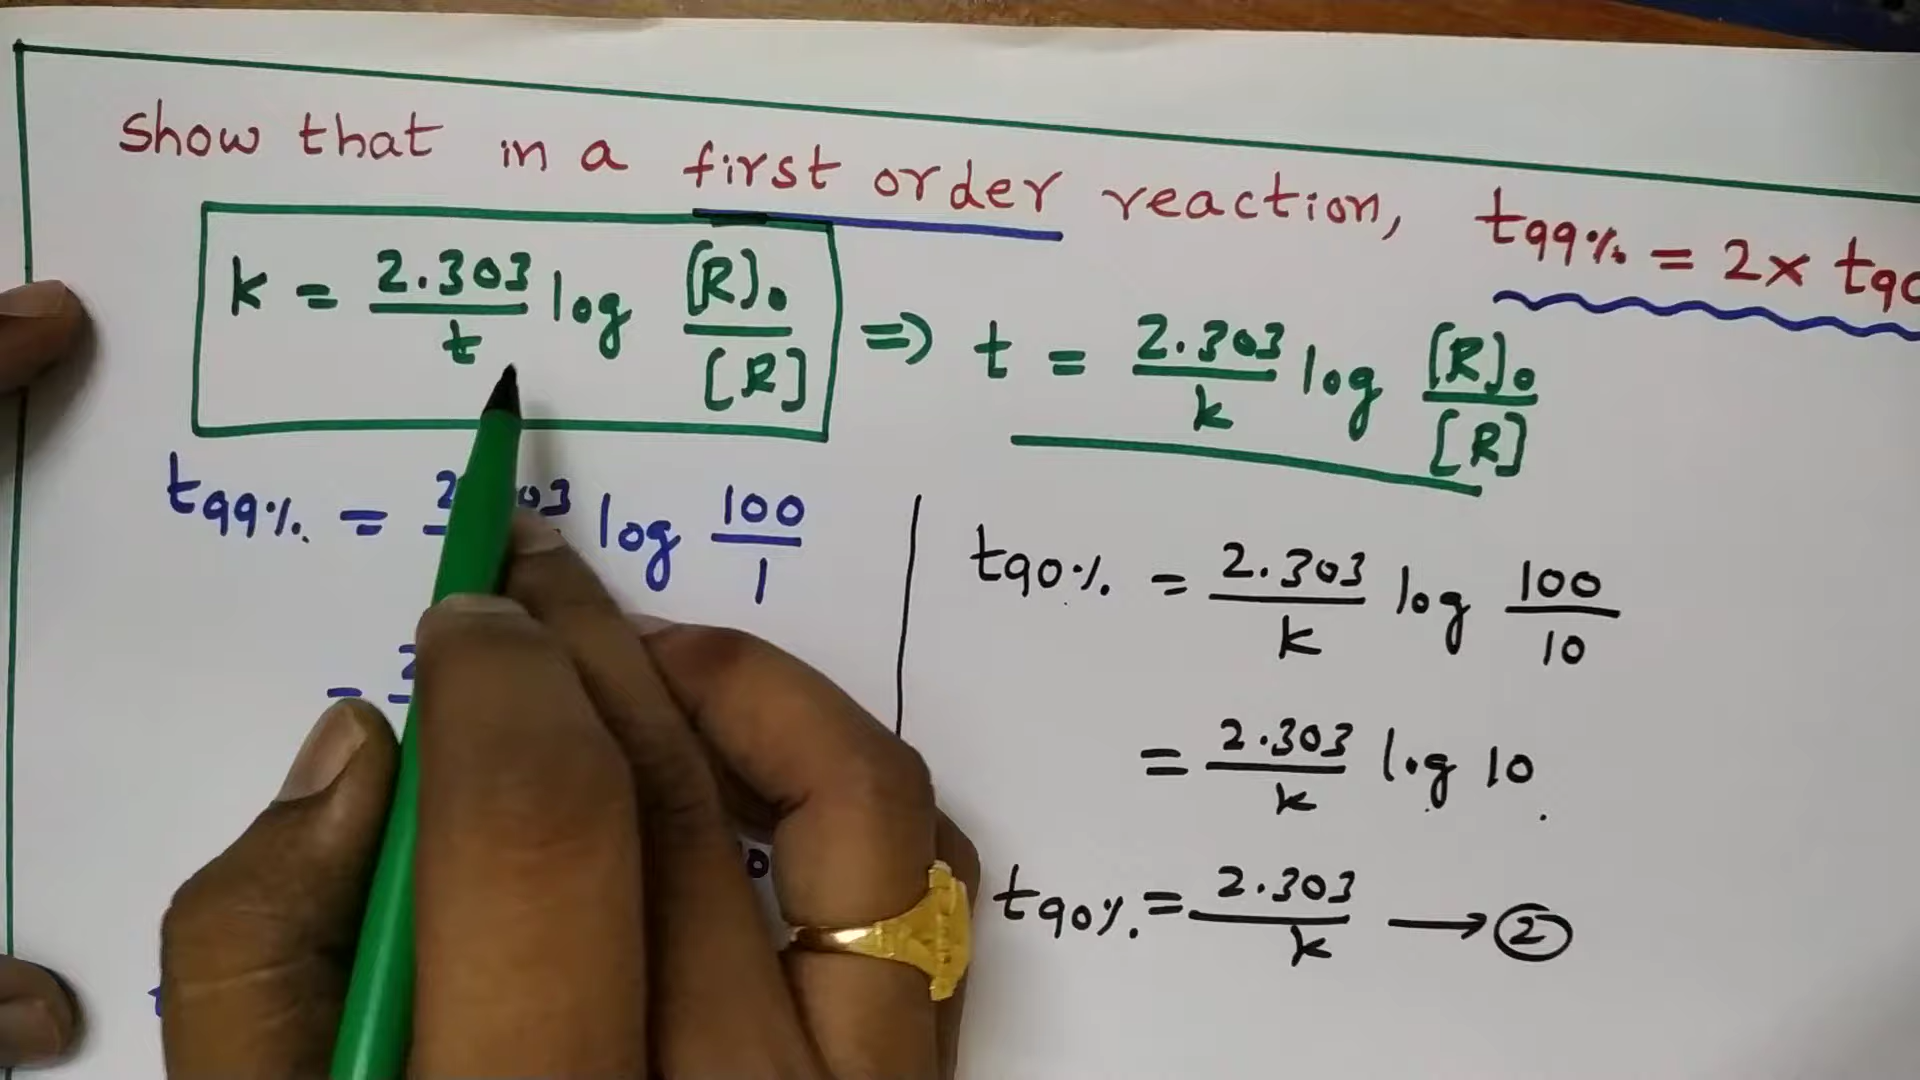 Show that in a first order reaction, t99% = 2 x t90
k = 2.303/t log [R]₀/[R] ⇒ t = 2.303/k log [R]₀/[R]
t99% = log 100/1
t90% = 2.303/k log 100/10
= 2.303/k log 10
t90% = 2.303/k → ②